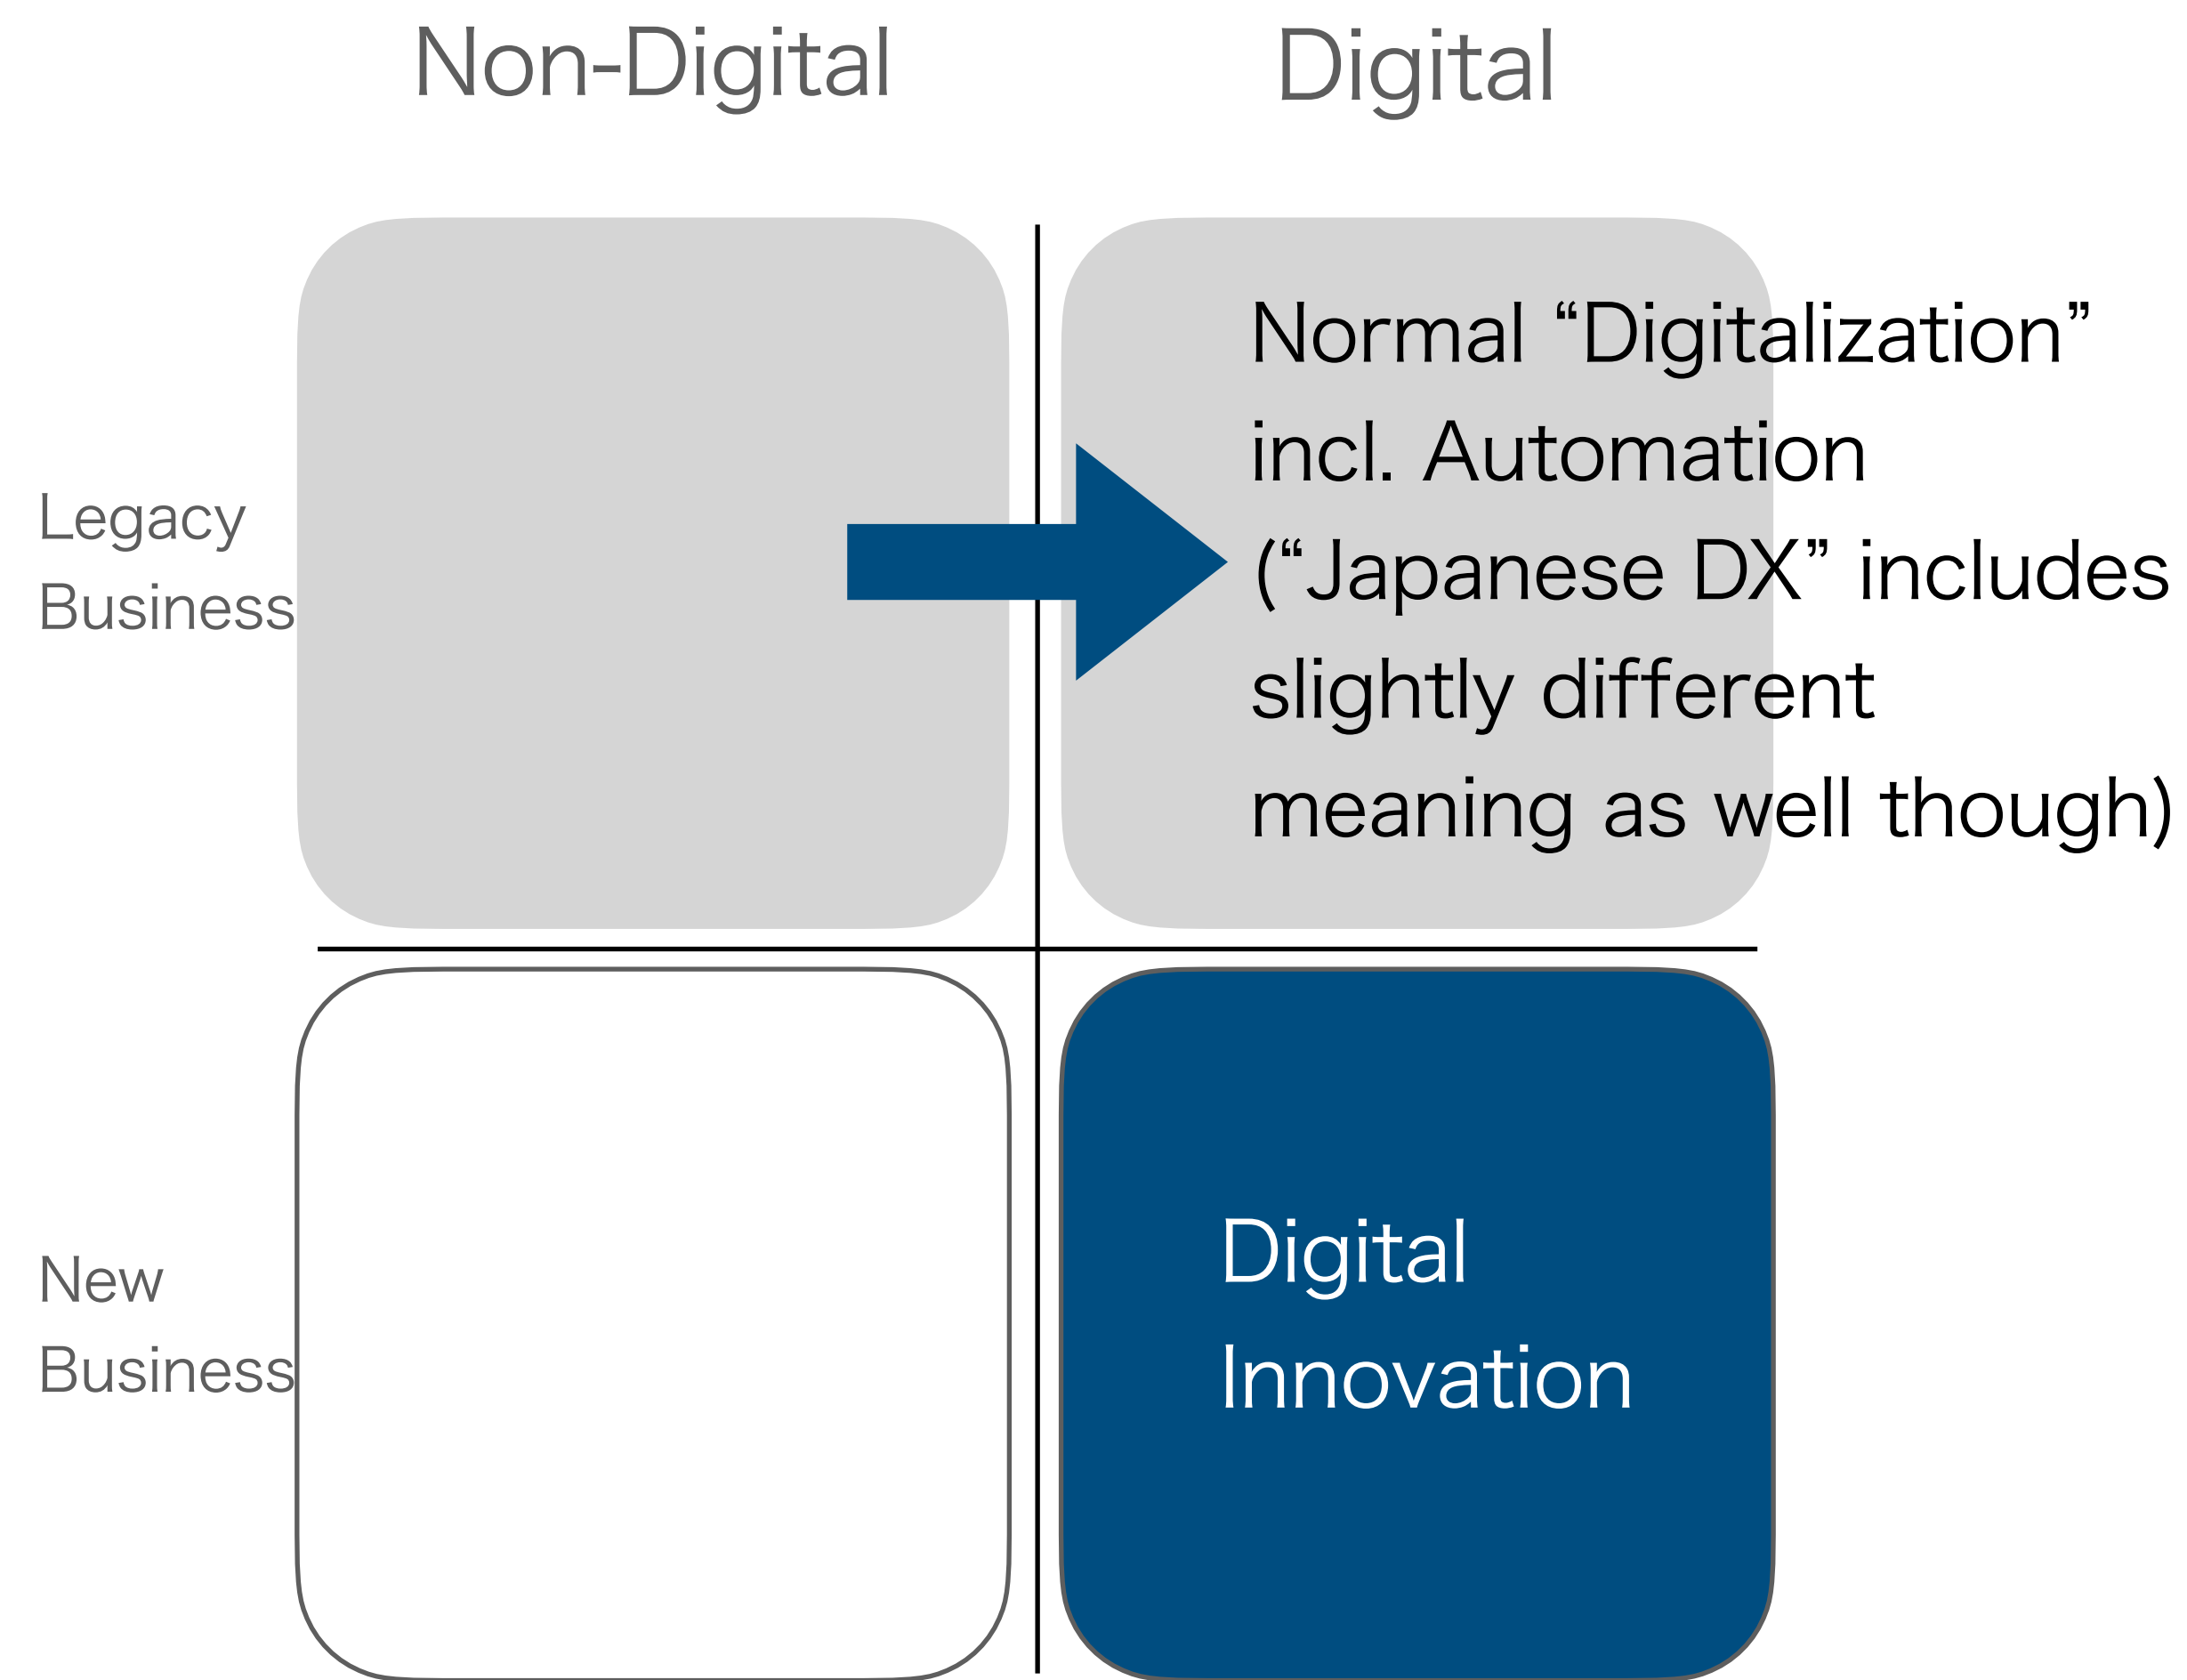 Non-Digital
Digital
Legacy
Business
Normal “Digitalization”
incl. Automation
(“Japanese DX” includes
slightly different
meaning as well though)
New
Business
Digital
Innovation